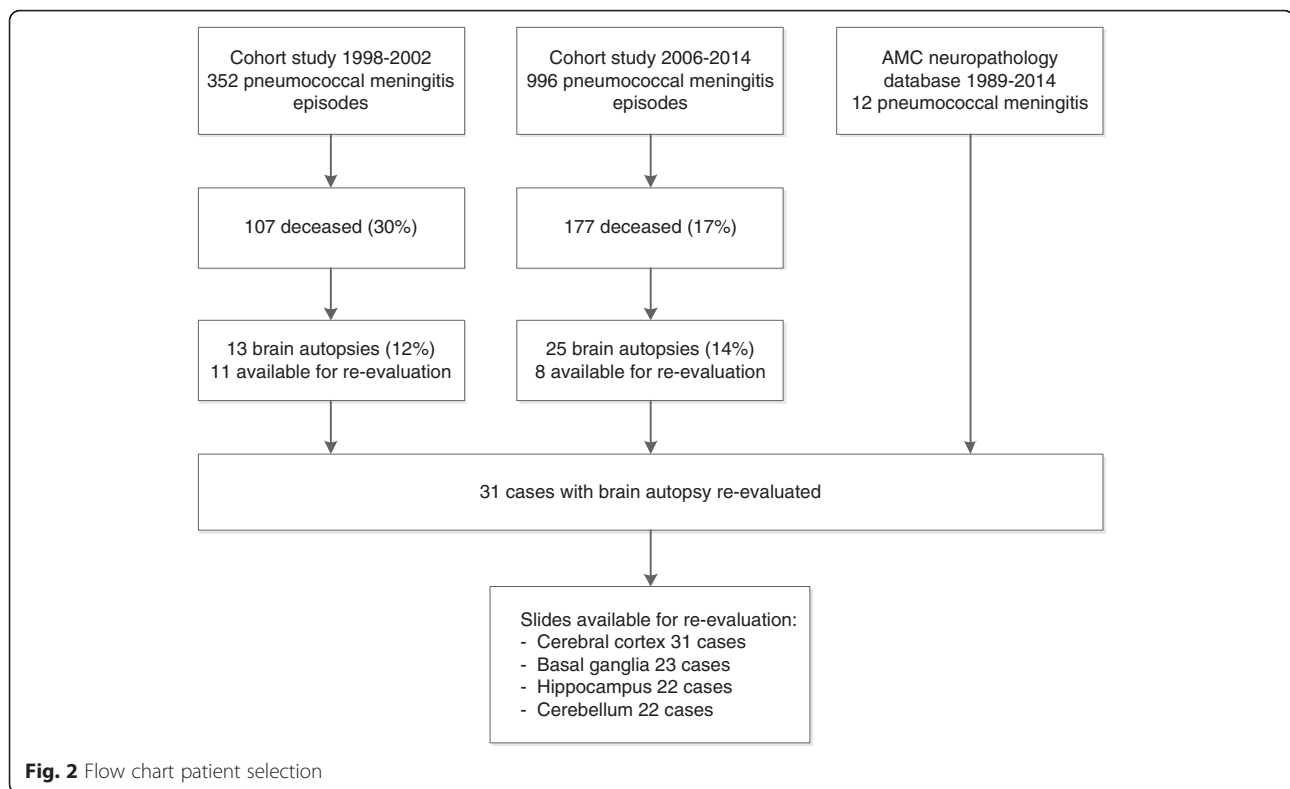 Cohort study 1998-2002
352 pneumococcal meningitis
episodes
Cohort study 2006-2014
996 pneumococcal meningitis
episodes
AMC neuropathology
database 1989-2014
12 pneumococcal meningitis
107 deceased (30%)
177 deceased (17%)
13 brain autopsies (12%)
11 available for re-evaluation
25 brain autopsies (14%)
8 available for re-evaluation
31 cases with brain autopsy re-evaluated
Slides available for re-evaluation:
- Cerebral cortex 31 cases
- Basal ganglia 23 cases
- Hippocampus 22 cases
- Cerebellum 22 cases
Fig. 2 Flow chart patient selection